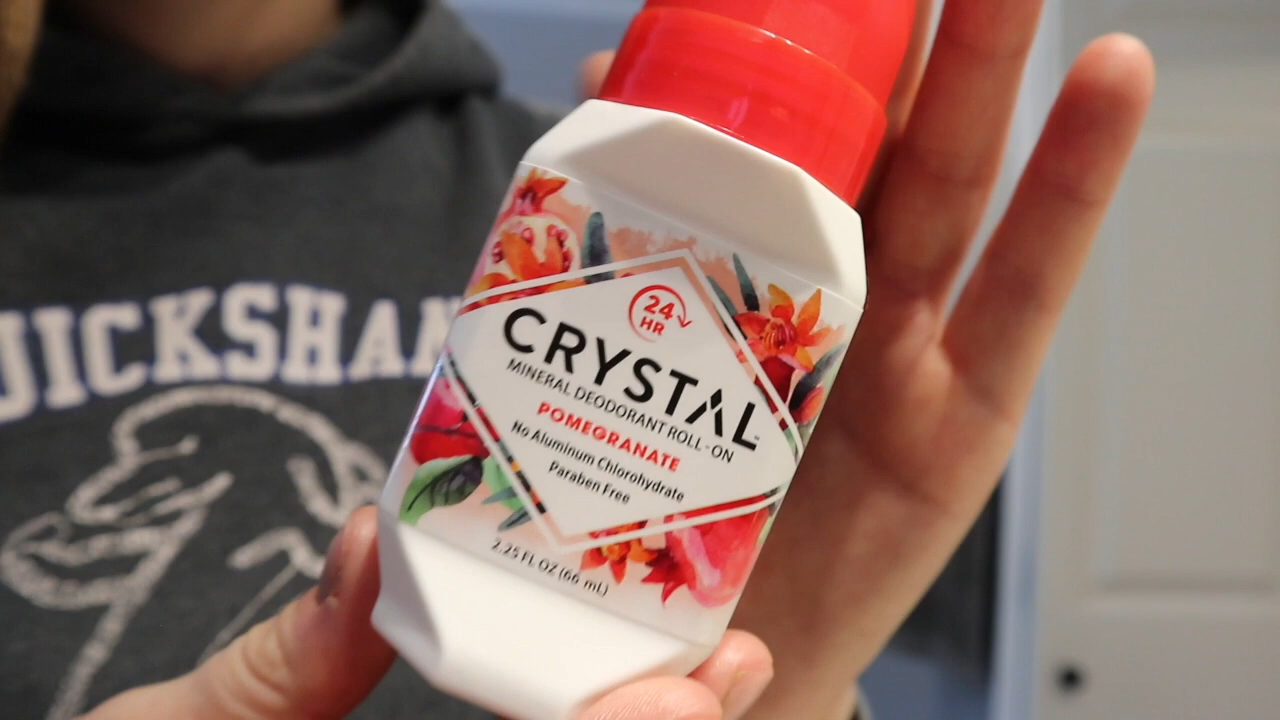 24
HR
CRYSTAL
MINERAL DEODORANT ROLL-ON
POMEGRANATE
No Aluminum Chlorohydrate
Paraben Free
2.25 FL OZ (66 mL)
UICKSHAN